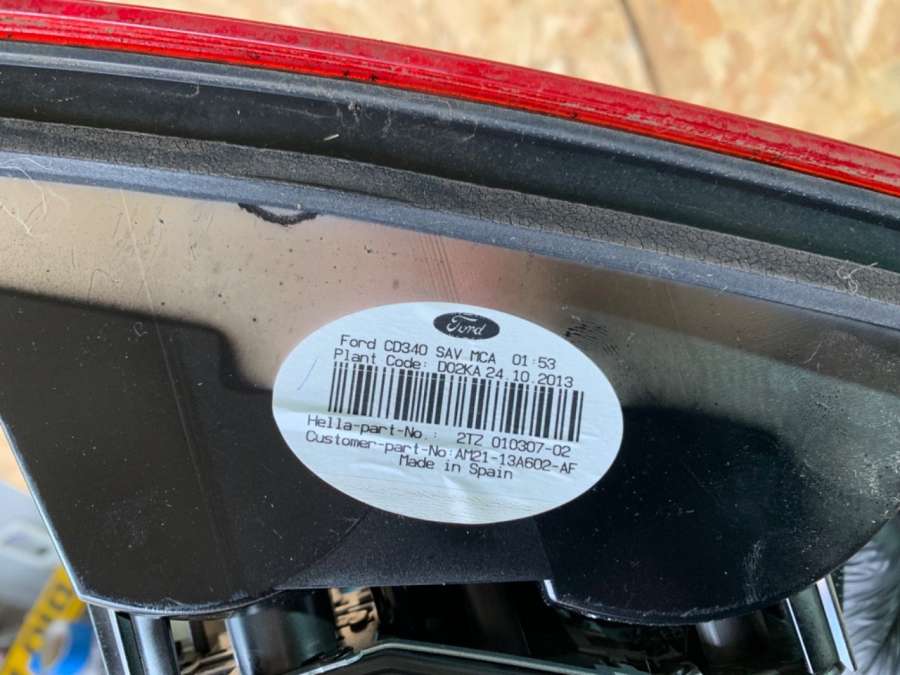 Ford
Ford CD340 SAV MCA 01:53
Plant Code: D02KA 24.10.2013
Hella-part-No.: 2TZ 010307-02
Customer-part-No:AM21-13A602-AF
Made in Spain